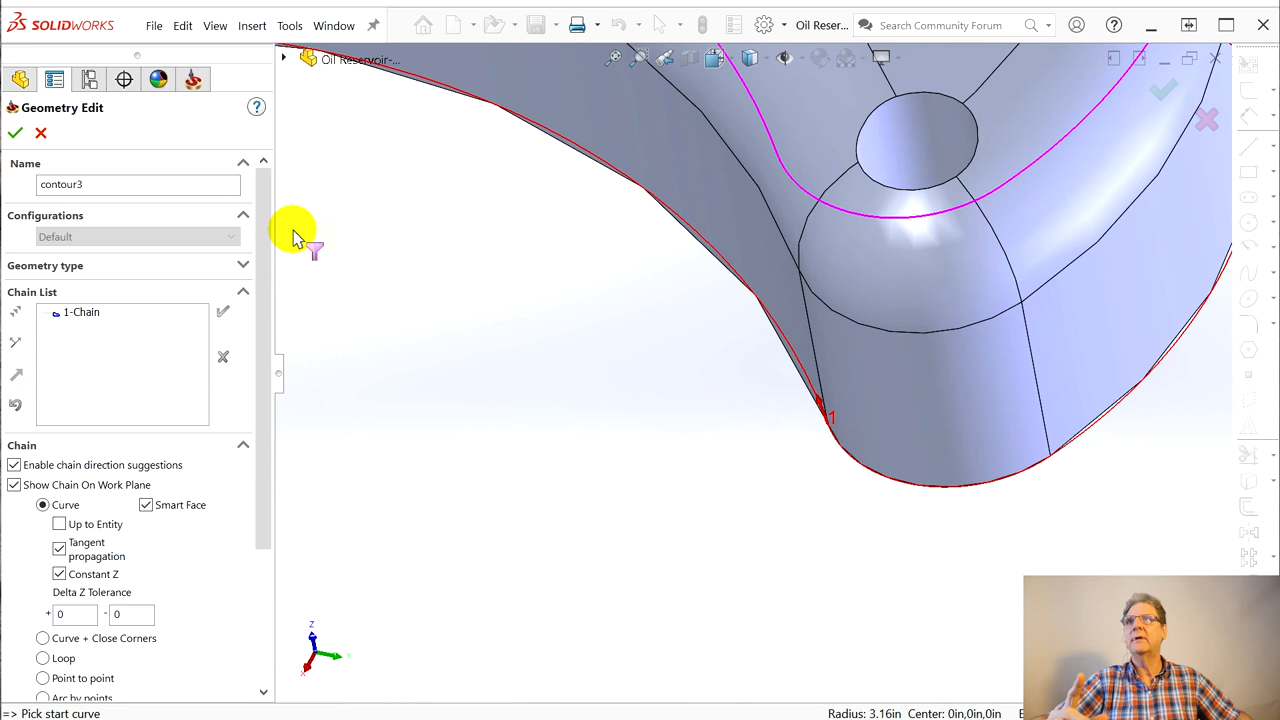 SOLIDWORKS File Edit View Insert Tools Window Oil Reser... Search Community Forum
Oil Reservoir-...
Geometry Edit
Name
contour3
Configurations
Default
Geometry type
Chain List
1-Chain
Chain
Enable chain direction suggestions
Show Chain On Work Plane
Curve Smart Face
Up to Entity
Tangent
propagation
Constant Z
Delta Z Tolerance
+ 0 - 0
Curve + Close Corners
Loop
Point to point
Arc by points
1
Z
Y
X
=> Pick start curve Radius: 3.16in Center: 0in,0in,0in